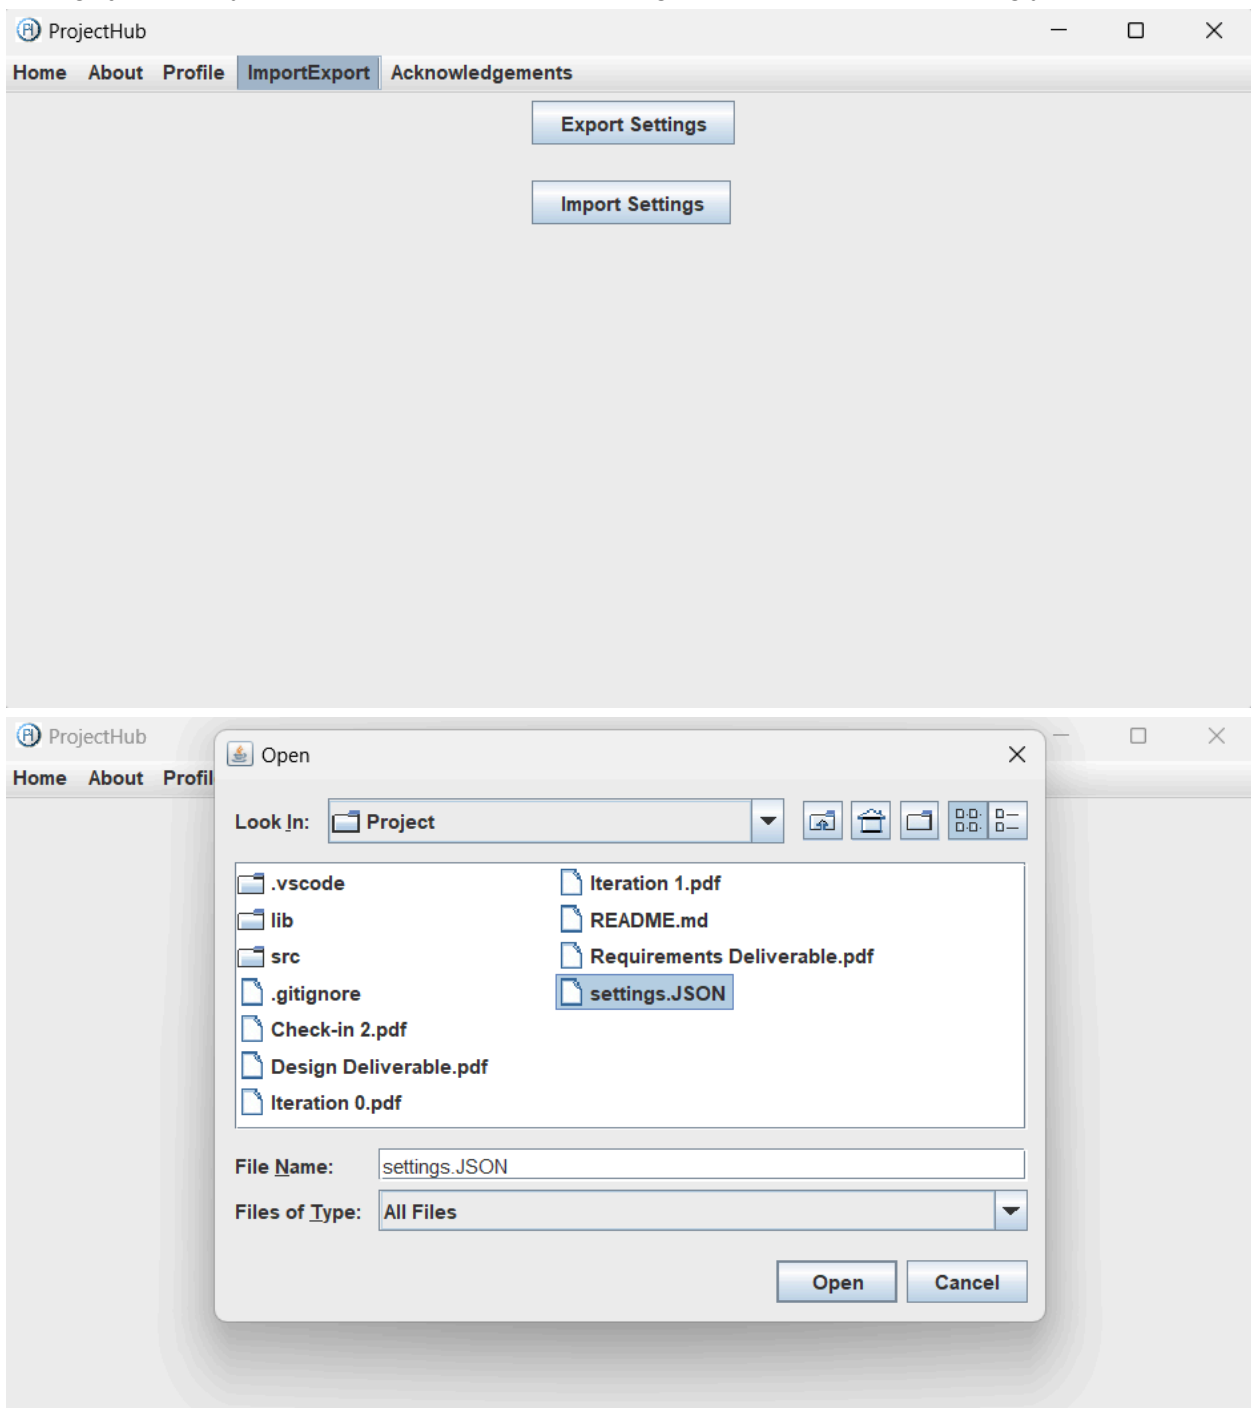 ProjectHub
Home About Profile ImportExport Acknowledgements
Export Settings
Import Settings
ProjectHub
Home About Profil
Open
Look In: Project
.vscode
lib
src
.gitignore
Check-in 2.pdf
Design Deliverable.pdf
Iteration 0.pdf
Iteration 1.pdf
README.md
Requirements Deliverable.pdf
settings.JSON
File Name: settings.JSON
Files of Type: All Files
Open Cancel